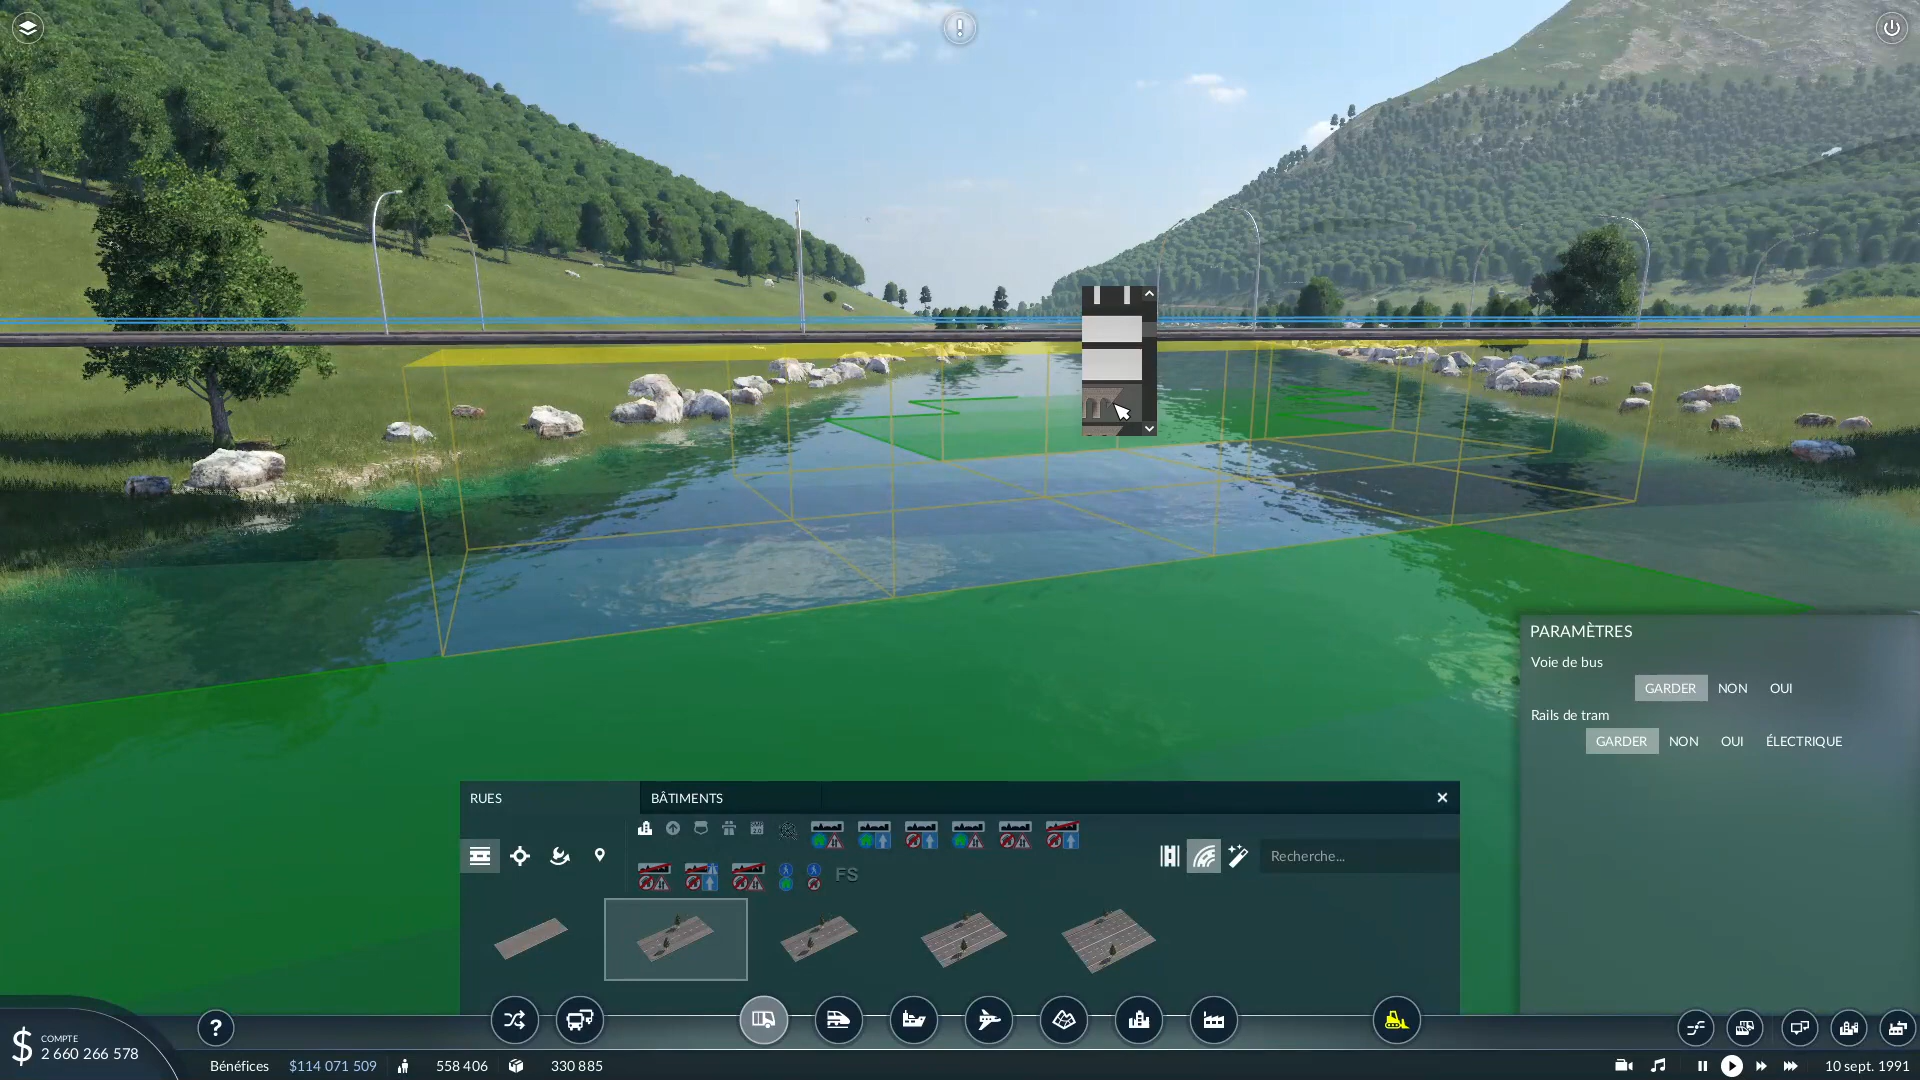 PARAMÈTRES
Voie de bus
GARDER NON OUI
Rails de tram
GARDER NON OUI ÉLECTRIQUE
RUES BÂTIMENTS
Recherche...
FS
?
$ COMPTE
2 660 266 578
Bénéfices $114 071 509 558 406 330 885 10 sept. 1991